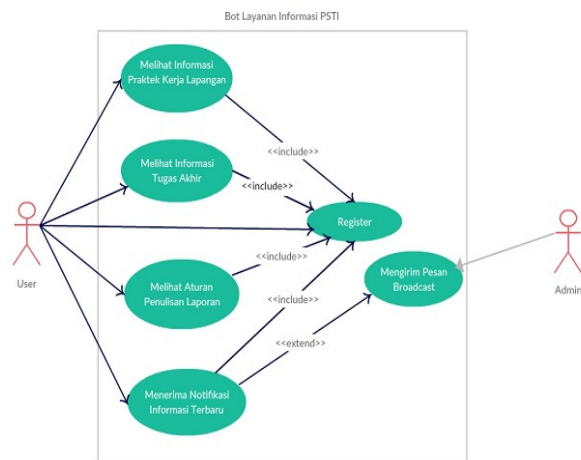 Bot Layanan Informasi PSTI
Melihat Informasi
Praktek Kerja Lapangan
<<include>>
Melihat Informasi
Tugas Akhir
<<include>>
Register
User
Admin
<<include>>
Melihat Aturan
Penulisan Laporan
Mengirim Pesan
Broadcast
<<include>>
<<extend>>
Menerima Notifikasi
Informasi Terbaru